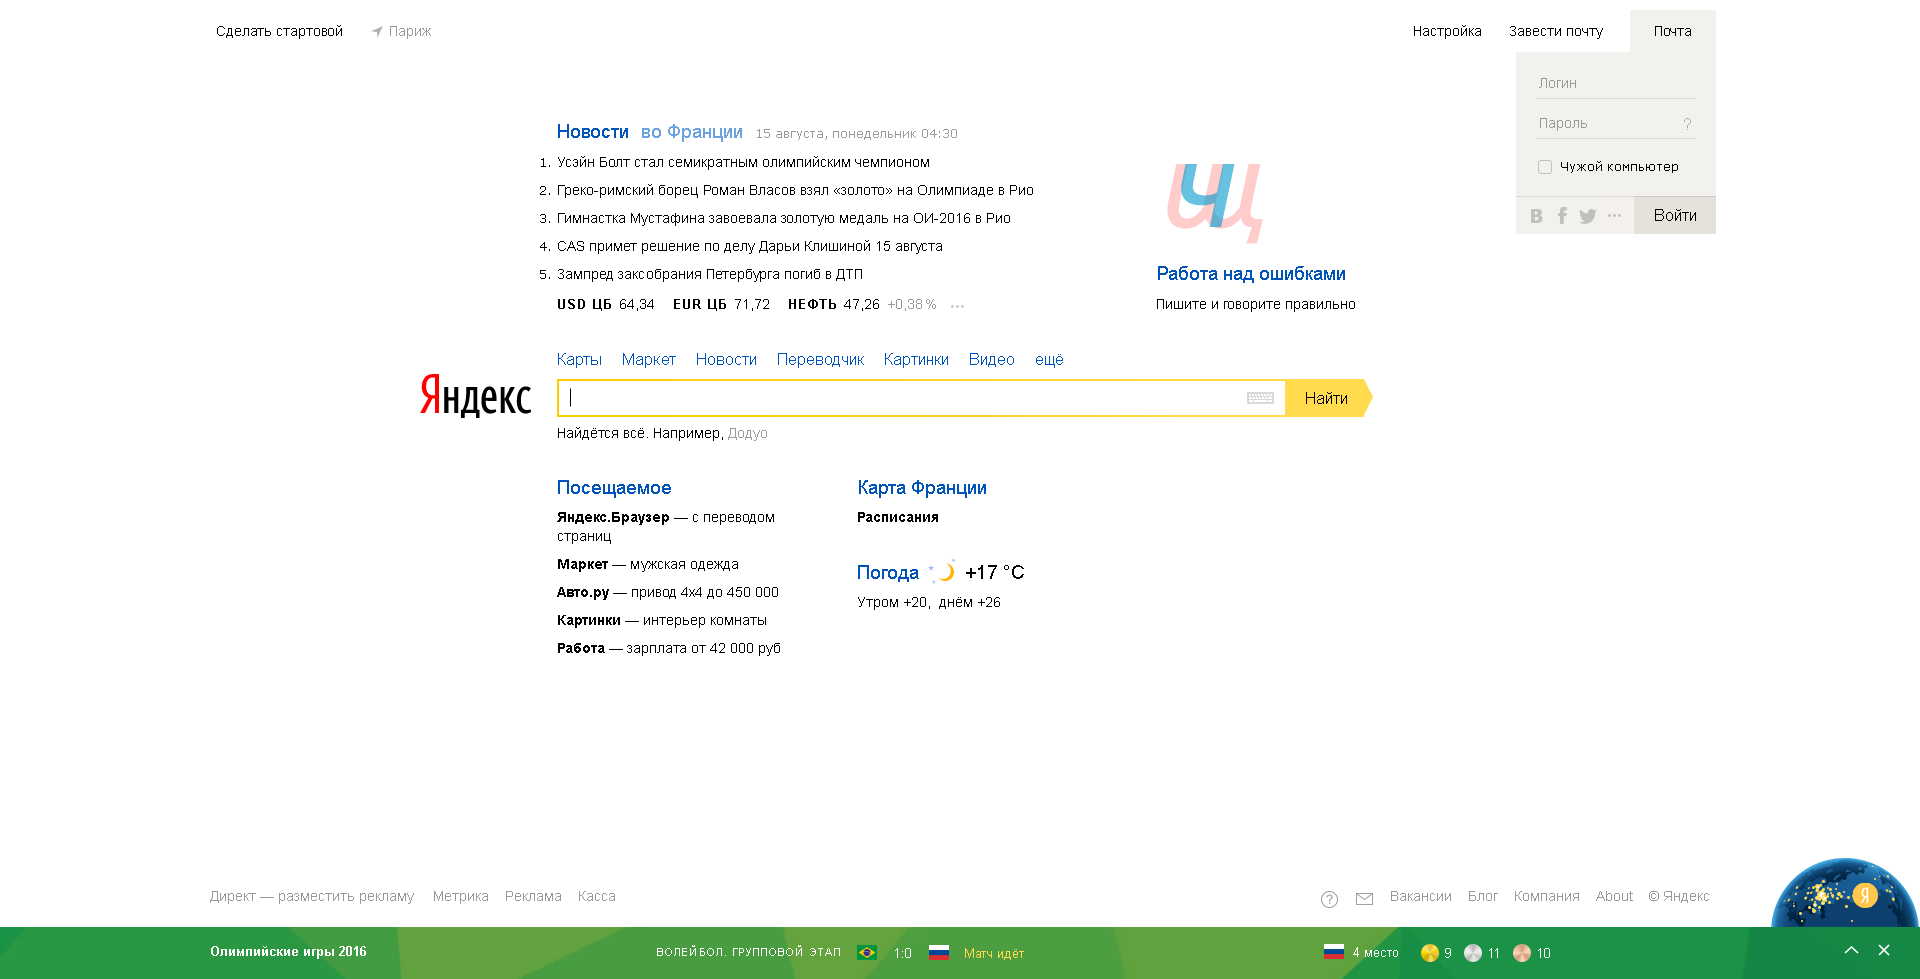 Сделать стартовой Париж Настройка Завести почту Почта
Логин
Пароль ?
Чужой компьютер
В f ... Войти
Новости во Франции 15 августа, понедельник 04:30
1. Усэйн Болт стал семикратным олимпийским чемпионом
2. Греко-римский борец Роман Власов взял «золото» на Олимпиаде в Рио
3. Гимнастка Мустафина завоевала золотую медаль на ОИ-2016 в Рио
4. CAS примет решение по делу Дарьи Клишиной 15 августа
5. Зампред заксобрания Петербурга погиб в ДТП
USD ЦБ 64,34 EUR ЦБ 71,72 НЕФТЬ 47,26 +0,38% ...
чщ
Работа над ошибками
Пишите и говорите правильно
Карты Маркет Новости Переводчик Картинки Видео ещё
Яндекс Найти
Найдётся всё. Например, Додуо
Посещаемое
Яндекс.Браузер — с переводом
страниц
Маркет — мужская одежда
Авто.ру — привод 4x4 до 450 000
Картинки — интерьер комнаты
Работа — зарплата от 42 000 руб
Карта Франции
Расписания
Погода +17 °C
Утром +20, днём +26
Директ — разместить рекламу Метрика Реклама Касса ? Вакансии Блог Компания About © Яндекс
Я
Олимпийские игры 2016 ВОЛЕЙБОЛ. ГРУППОВОЙ ЭТАП 1:0 Матч идёт 4 место 9 11 10